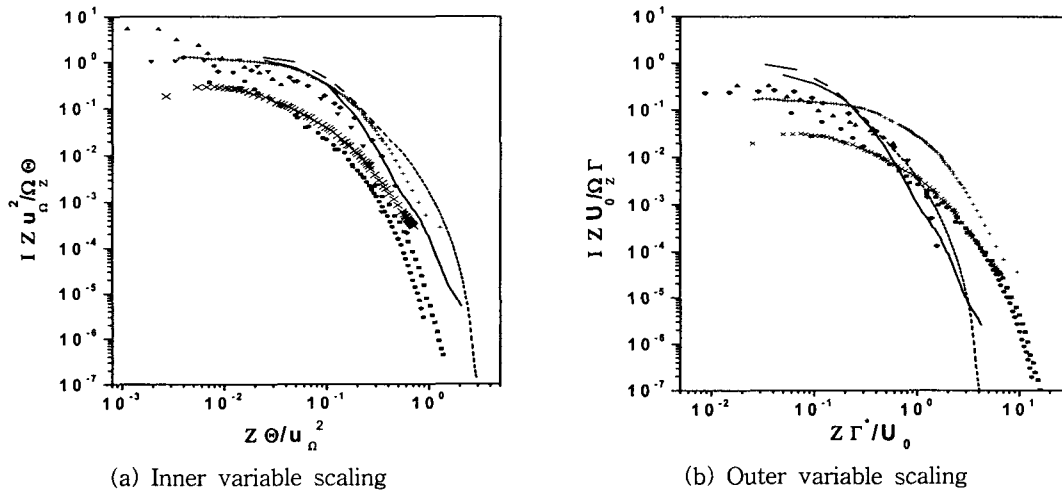 10^1
10^0
10^-1
10^-2
10^-3
10^-4
10^-5
10^-6
10^-7
I Z u_Ω^2/Ω_Z Θ
10^-3 10^-2 10^-1 10^0
Z Θ/u_Ω^2
(a) Inner variable scaling
10^1
10^0
10^-1
10^-2
10^-3
10^-4
10^-5
10^-6
10^-7
I Z U_0/Ω_Z Γ
10^-2 10^-1 10^0 10^1
Z Γ^*/U_0
(b) Outer variable scaling